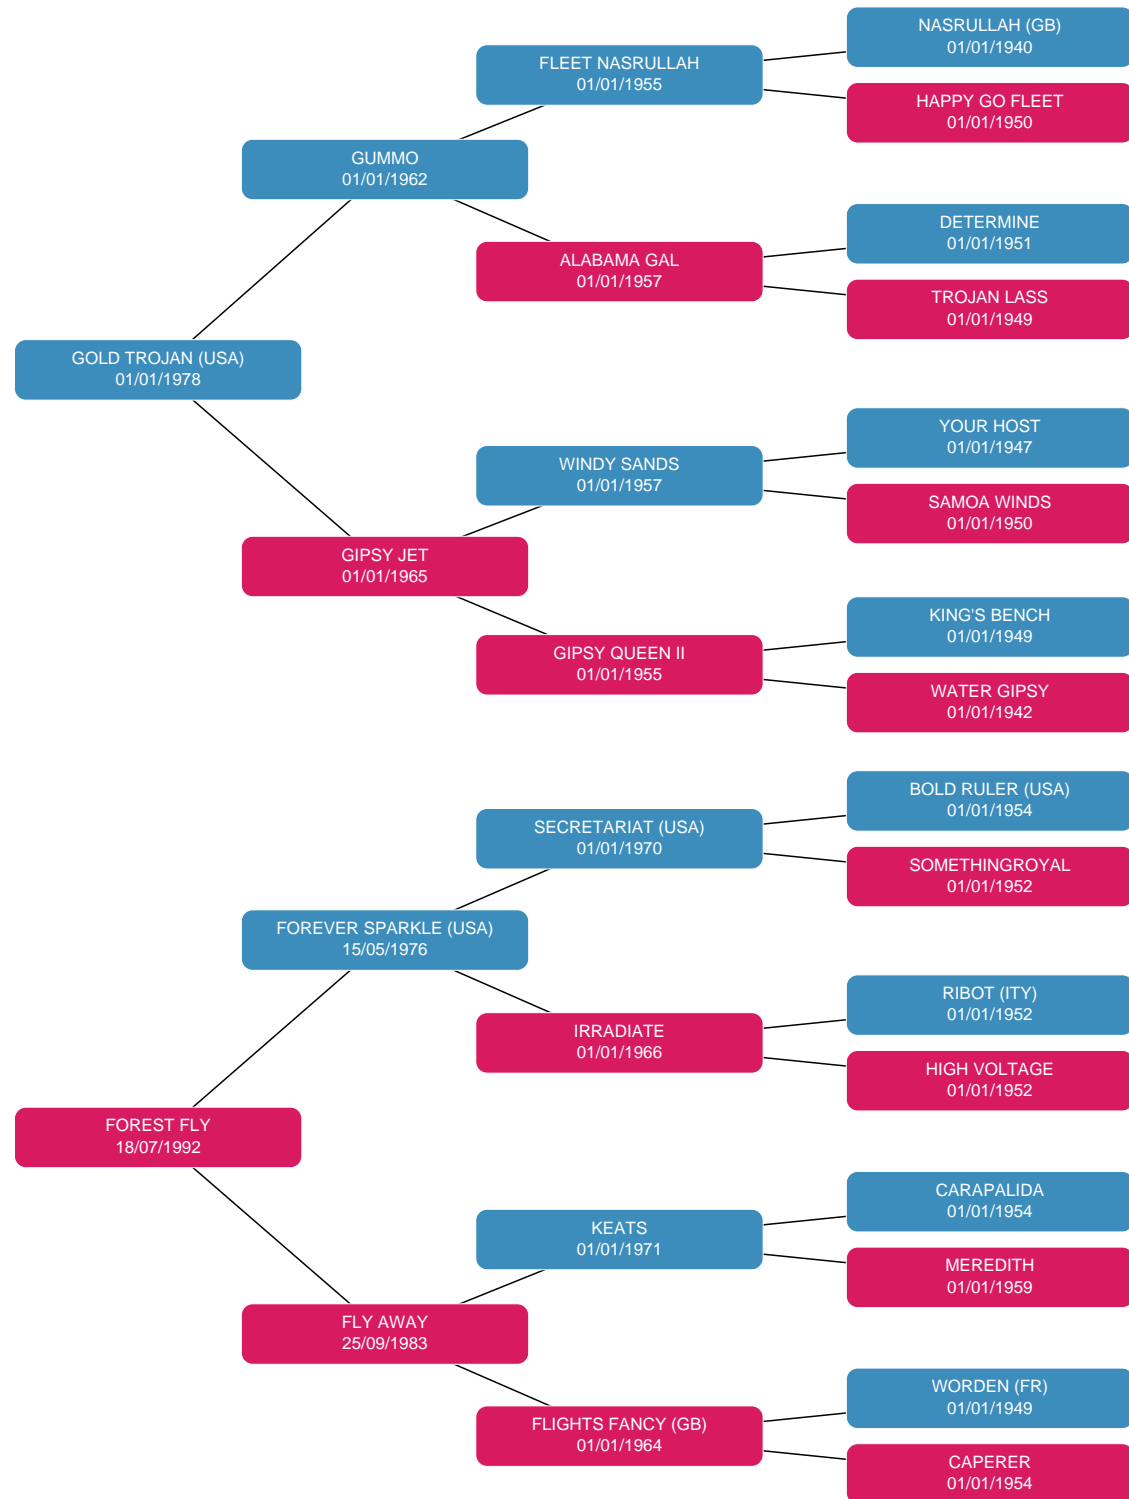 NASRULLAH (GB)
01/01/1940
FLEET NASRULLAH
01/01/1955
HAPPY GO FLEET
01/01/1950
GUMMO
01/01/1962
DETERMINE
01/01/1951
ALABAMA GAL
01/01/1957
TROJAN LASS
01/01/1949
GOLD TROJAN (USA)
01/01/1978
YOUR HOST
01/01/1947
WINDY SANDS
01/01/1957
SAMOA WINDS
01/01/1950
GIPSY JET
01/01/1965
KING'S BENCH
01/01/1949
GIPSY QUEEN II
01/01/1955
WATER GIPSY
01/01/1942
BOLD RULER (USA)
01/01/1954
SECRETARIAT (USA)
01/01/1970
SOMETHINGROYAL
01/01/1952
FOREVER SPARKLE (USA)
15/05/1976
RIBOT (ITY)
01/01/1952
IRRADIATE
01/01/1966
HIGH VOLTAGE
01/01/1952
FOREST FLY
18/07/1992
CARAPALIDA
01/01/1954
KEATS
01/01/1971
MEREDITH
01/01/1959
FLY AWAY
25/09/1983
WORDEN (FR)
01/01/1949
FLIGHTS FANCY (GB)
01/01/1964
CAPERER
01/01/1954